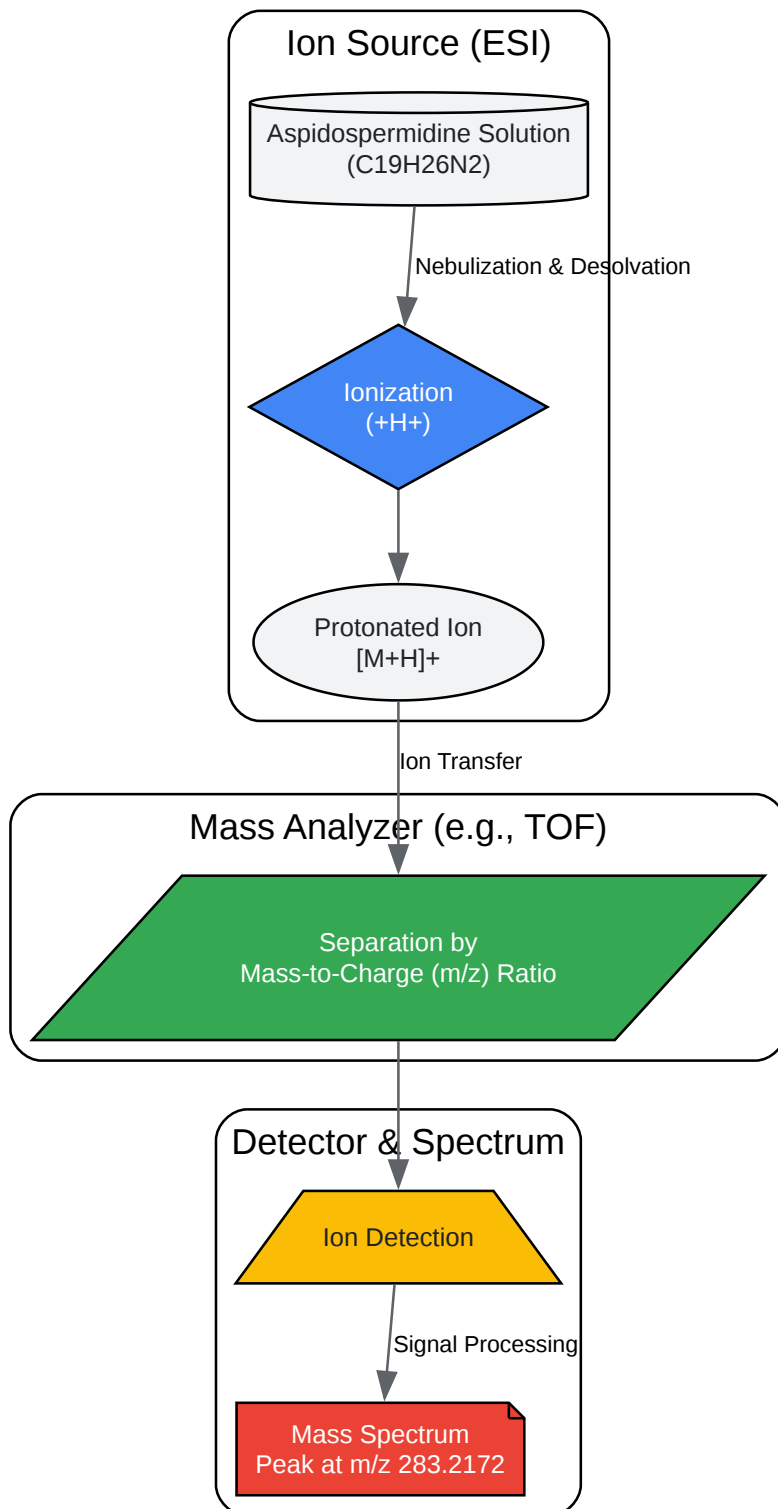 Ion Source (ESI)
Aspidospermidine Solution
(C19H26N2)
Nebulization & Desolvation
Ionization
(+H+)
Protonated Ion
[M+H]+
Ion Transfer
Mass Analyzer (e.g., TOF)
Separation by
Mass-to-Charge (m/z) Ratio
Detector & Spectrum
Ion Detection
Signal Processing
Mass Spectrum
Peak at m/z 283.2172